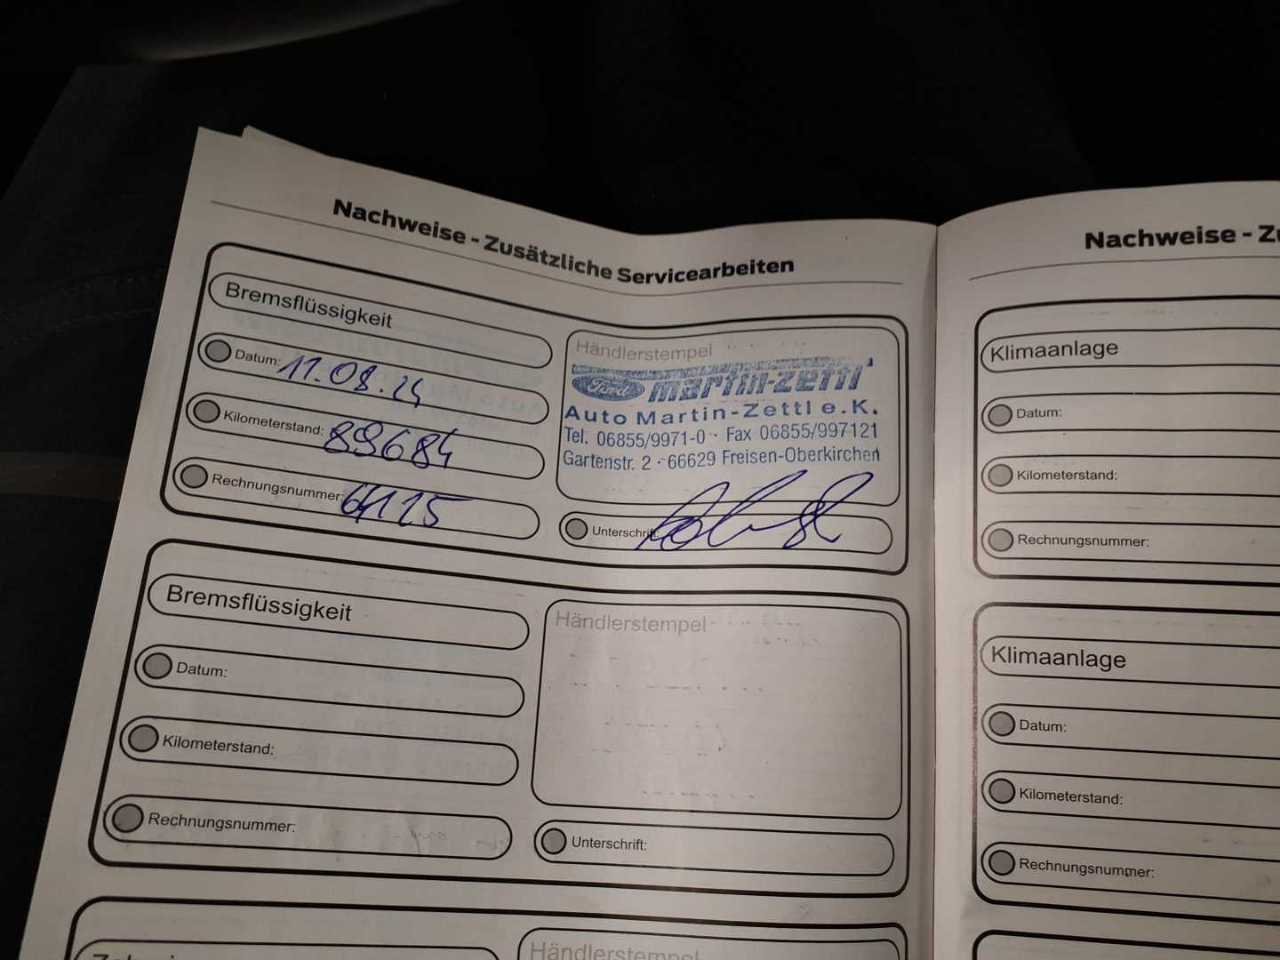 Nachweise - Zusätzliche Servicearbeiten
Bremsflüssigkeit
Datum: 11.08.24
Kilometerstand: 89684
Rechnungsnummer: 64125
Händlerstempel
Ford martin-zettl
Auto Martin-Zettl e.K.
Tel. 06855/9971-0 · Fax 06855/997121
Gartenstr. 2 - 66629 Freisen-Oberkirchen
Unterschrift:
Bremsflüssigkeit
Datum:
Kilometerstand:
Rechnungsnummer:
Händlerstempel
Unterschrift:
Händlerstempel
Nachweise - Zu
Klimaanlage
Datum:
Kilometerstand:
Rechnungsnummer:
Klimaanlage
Datum:
Kilometerstand:
Rechnungsnummer: